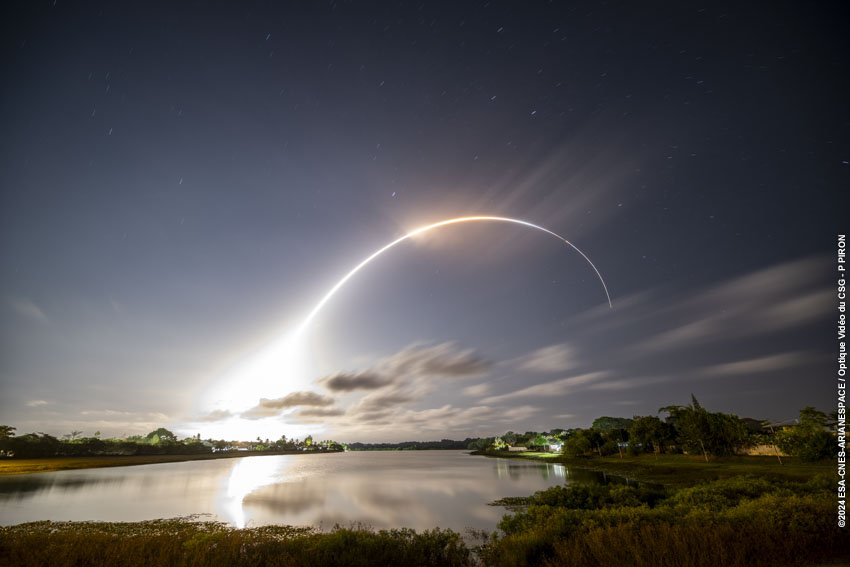 ©2024 ESA-CNES-ARIANESPACE / Optique Vidéo du CSG - P PIRON